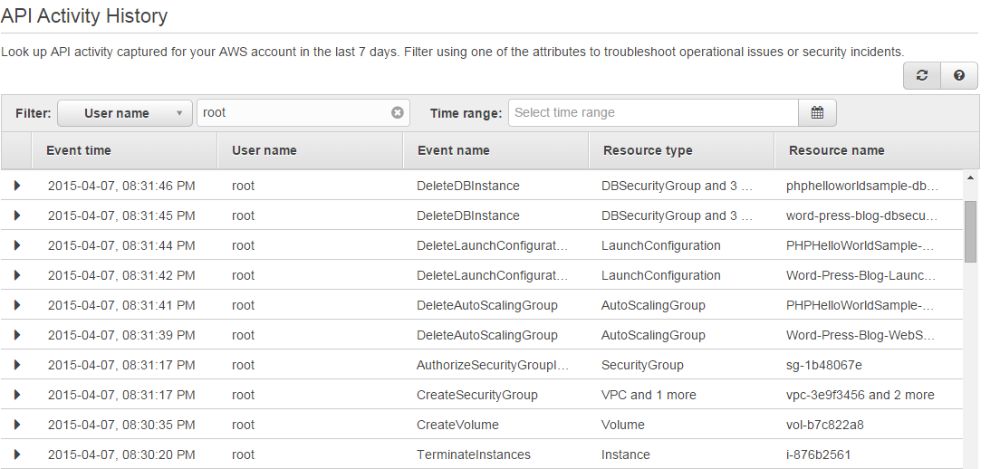 API Activity History
Look up API activity captured for your AWS account in the last 7 days. Filter using one of the attributes to troubleshoot operational issues or security incidents.
Filter: User name root Time range: Select time range
Event time User name Event name Resource type Resource name
2015-04-07, 08:31:46 PM root DeleteDBInstance DBSecurityGroup and 3 ... phphelloworldsample-db...
2015-04-07, 08:31:45 PM root DeleteDBInstance DBSecurityGroup and 3 ... word-press-blog-dbsecu...
2015-04-07, 08:31:44 PM root DeleteLaunchConfigurat... LaunchConfiguration PHPHelloWorldSample-...
2015-04-07, 08:31:42 PM root DeleteLaunchConfigurat... LaunchConfiguration Word-Press-Blog-Launc...
2015-04-07, 08:31:41 PM root DeleteAutoScalingGroup AutoScalingGroup PHPHelloWorldSample-...
2015-04-07, 08:31:39 PM root DeleteAutoScalingGroup AutoScalingGroup Word-Press-Blog-WebS...
2015-04-07, 08:31:17 PM root AuthorizeSecurityGroupI... SecurityGroup sg-1b48067e
2015-04-07, 08:31:17 PM root CreateSecurityGroup VPC and 1 more vpc-3e9f3456 and 2 more
2015-04-07, 08:30:35 PM root CreateVolume Volume vol-b7c822a8
2015-04-07, 08:30:20 PM root TerminateInstances Instance i-876b2561